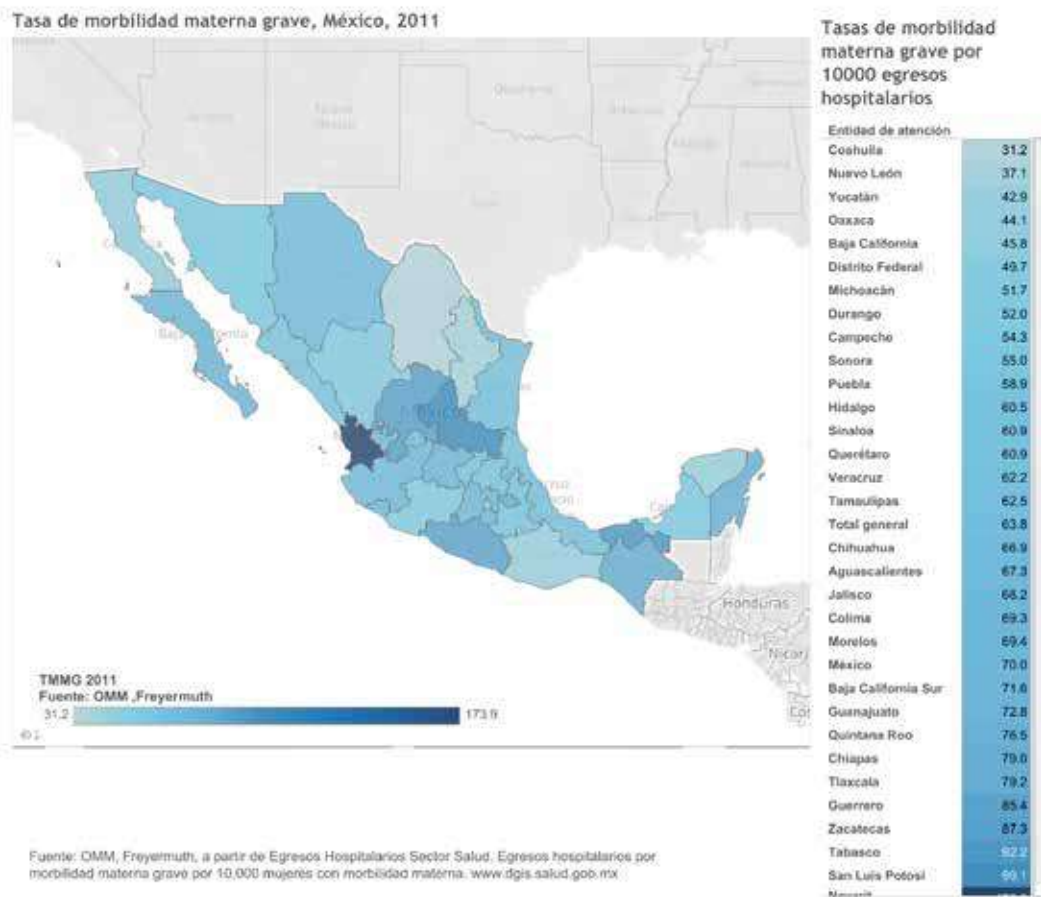 Tasa de morbilidad materna grave, México, 2011
Tasas de morbilidad
materna grave por
10000 egresos
hospitalarios
Entidad de atención
Coahuila 31.2
Nuevo León 37.1
Yucatán 42.9
Oaxaca 44.1
Baja California 45.8
Distrito Federal 49.7
Michoacán 51.7
Durango 52.0
Campeche 54.3
Sonora 55.0
Puebla 58.9
Hidalgo 60.5
Sinaloa 60.9
Querétaro 60.9
Veracruz 62.2
Tamaulipas 62.5
Total general 63.8
Chihuahua 66.9
Aguascalientes 67.3
Jalisco 68.2
Colima 69.3
Morelos 69.4
México 70.0
Baja California Sur 71.6
Guanajuato 72.8
Quintana Roo 76.5
Chiapas
Tlaxcala 79.2
Guerrero 85.4
Zacatecas 87.3
Tabasco 92.2
San Luis Potosí 99.1
Nayarit
Honduras
TMMG 2011
Fuente: OMM ,Freyermuth
31.2 173.9
Fuente: OMM, Freyermuth, a partir de Egresos Hospitalarios Sector Salud. Egresos hospitalarios por
morbilidad materna grave por 10,000 mujeres con morbilidad materna. www.dgis.salud.gob.mx